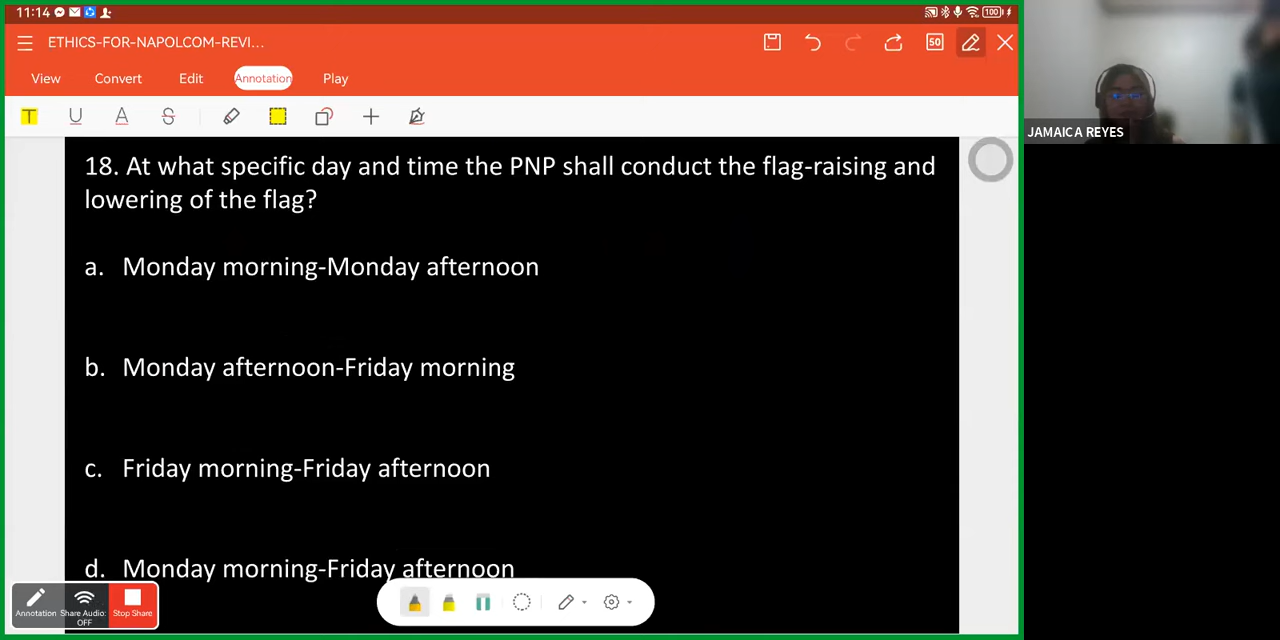 11:14
100
ETHICS-FOR-NAPOLCOM-REVI...
50
View Convert Edit Annotation Play
T U A S
JAMAICA REYES
18. At what specific day and time the PNP shall conduct the flag-raising and
lowering of the flag?
a. Monday morning-Monday afternoon
b. Monday afternoon-Friday morning
c. Friday morning-Friday afternoon
d. Monday morning-Friday afternoon
Annotation Share Audio: OFF Stop Share